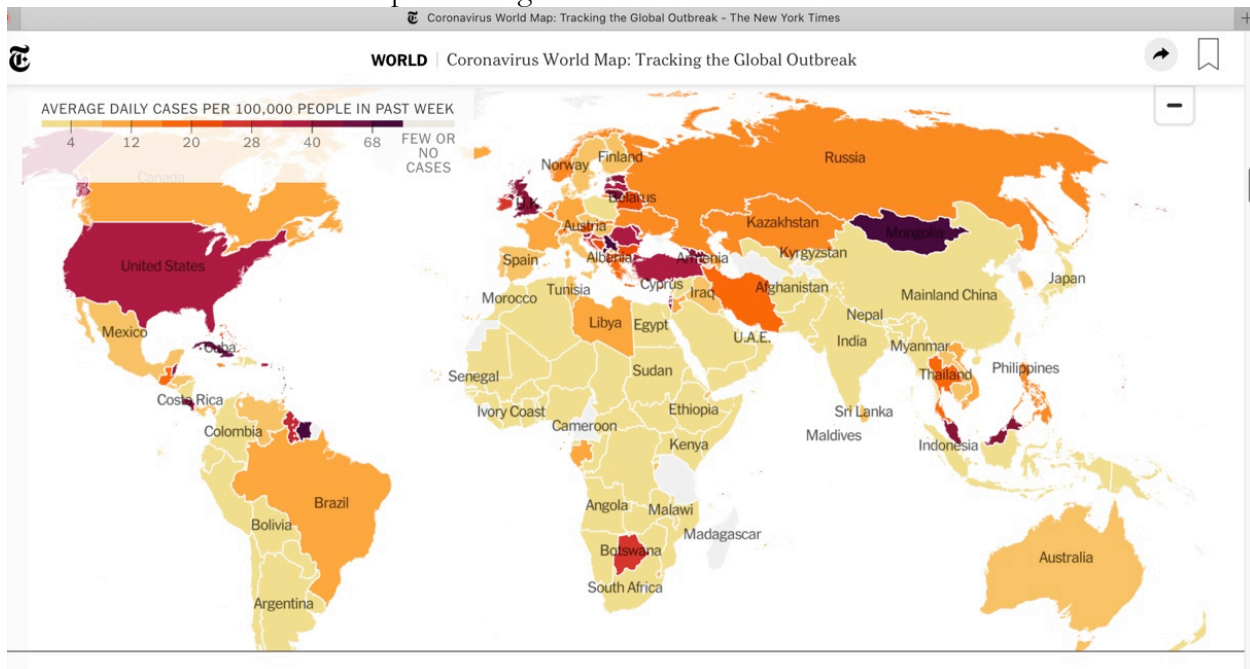 Coronavirus World Map: Tracking the Global Outbreak - The New York Times
WORLD | Coronavirus World Map: Tracking the Global Outbreak
AVERAGE DAILY CASES PER 100,000 PEOPLE IN PAST WEEK
4 12 20 28 40 68 FEW OR
NO
CASES
Canada
Norway
Finland
Russia
U.K.
Belarus
Austria
Kazakhstan
Mongolia
United States
Spain
Albania
Armenia
Kyrgyzstan
Japan
Morocco
Tunisia
Cyprus
Iraq
Afghanistan
Mainland China
Mexico
Libya
Egypt
U.A.E.
Nepal
India
Myanmar
Cuba
Senegal
Sudan
Thailand
Philippines
Costa Rica
Ivory Coast
Ethiopia
Sri Lanka
Colombia
Cameroon
Kenya
Maldives
Indonesia
Brazil
Angola
Malawi
Bolivia
Madagascar
Botswana
Australia
South Africa
Argentina